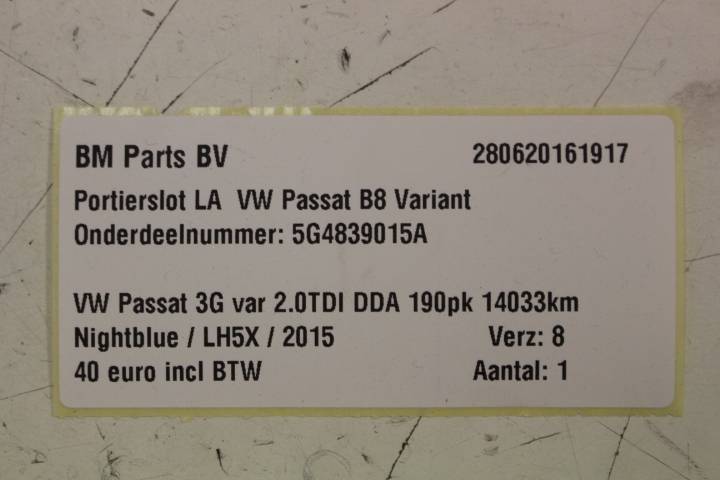 BM Parts BV 280620161917
Portierslot LA VW Passat B8 Variant
Onderdeelnummer: 5G4839015A
VW Passat 3G var 2.0TDI DDA 190pk 14033km
Nightblue / LH5X / 2015 Verz: 8
40 euro incl BTW Aantal: 1